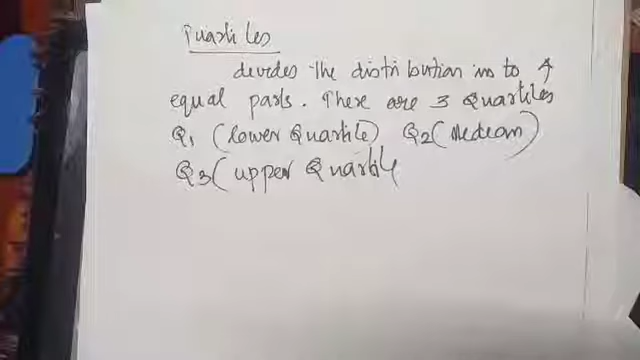 Quartiles
devides the distribution in to 4
equal parts. There are 3 Quartiles
Q1 (lower Quartile) Q2 (Median)
Q3 (upper Quartile